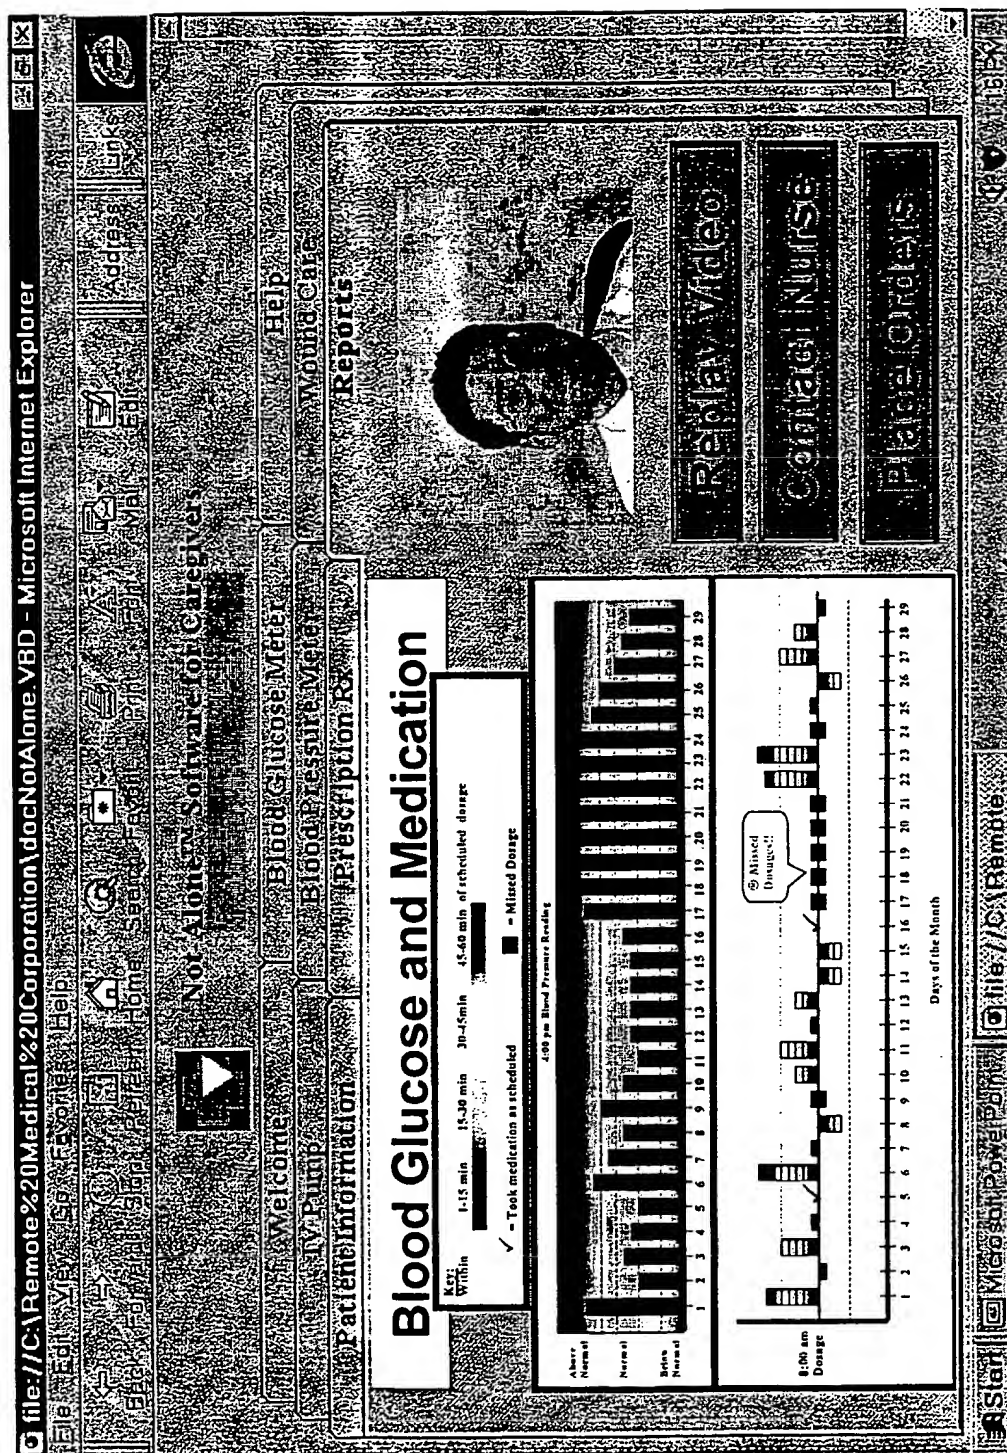 file://C:\Remote%20Medical%20Corporation\docNotAlone.VBD - Microsoft Internet Explorer
File Edit View Go Favorites Help
Back Forward Stop Refresh Home Search Favorit Print Font Mail Edit
Address Links
Not-Alonerv Software for Caregivers
Welcome Blood Glucose Meter Help
IV Pump Blood Pressure Meter Wound Care
Patient Information Prescription Rx Reports
Blood Glucose and Medication
Key:
Within 1-15 min 15-30 min 30-45min 45-60 min of scheduled dosage
✓ - Took medication as scheduled ■ - Missed Dosage
4:00 pm Blood Pressure Reading
Above Normal
Normal
Below Normal
1 2 3 4 5 6 7 8 9 10 11 12 13 14 15 16 17 18 19 20 21 22 23 24 25 26 27 28 29
☹ Missed
Dosages!!
8:00 am
Dosage
1 2 3 4 5 6 7 8 9 10 11 12 13 14 15 16 17 18 19 20 21 22 23 24 25 26 27 28 29
Days of the Month
Replay Video
Contact Nurse
Place Orders
Start Microsoft PowerPoint file://C:\Remote...